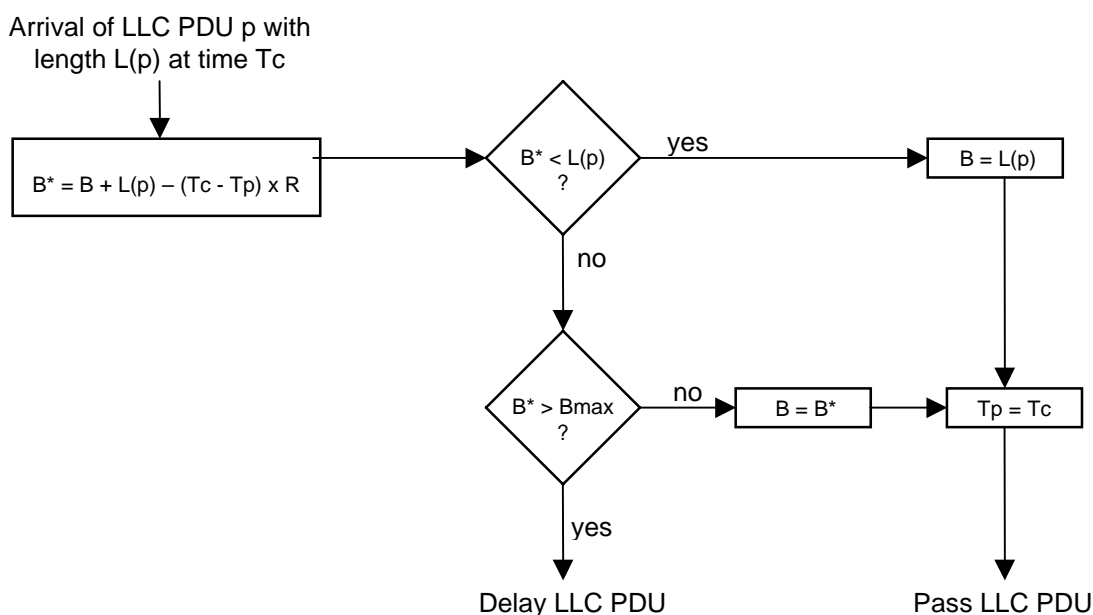 Arrival of LLC PDU p with
length L(p) at time Tc
B* = B + L(p) – (Tc - Tp) x R
B* < L(p)
?
yes
B = L(p)
no
B* > Bmax
?
no
B = B*
Tp = Tc
yes
Delay LLC PDU
Pass LLC PDU